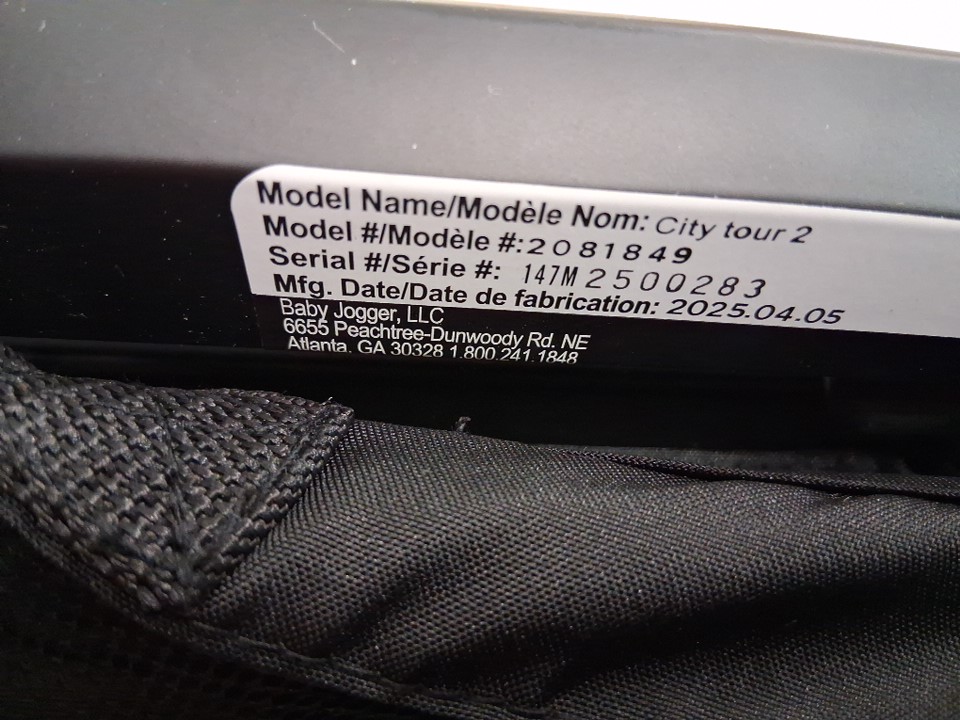 Model Name/Modèle Nom: City tour 2
Model #/Modèle #:2081849
Serial #/Série #: 147M2500283
Mfg. Date/Date de fabrication: 2025.04.05
Baby Jogger, LLC
6655 Peachtree-Dunwoody Rd. NE
Atlanta, GA 30328 1.800.241.1848